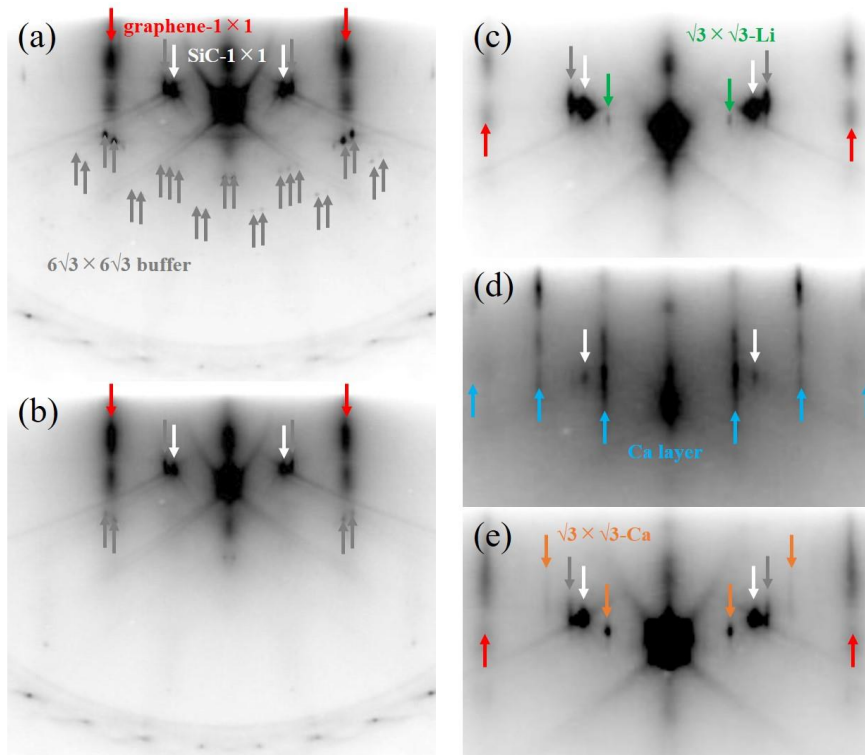 (a)
graphene-1×1
SiC-1×1
6√3×6√3 buffer
(b)
(c)
√3×√3-Li
(d)
Ca layer
(e)
√3×√3-Ca